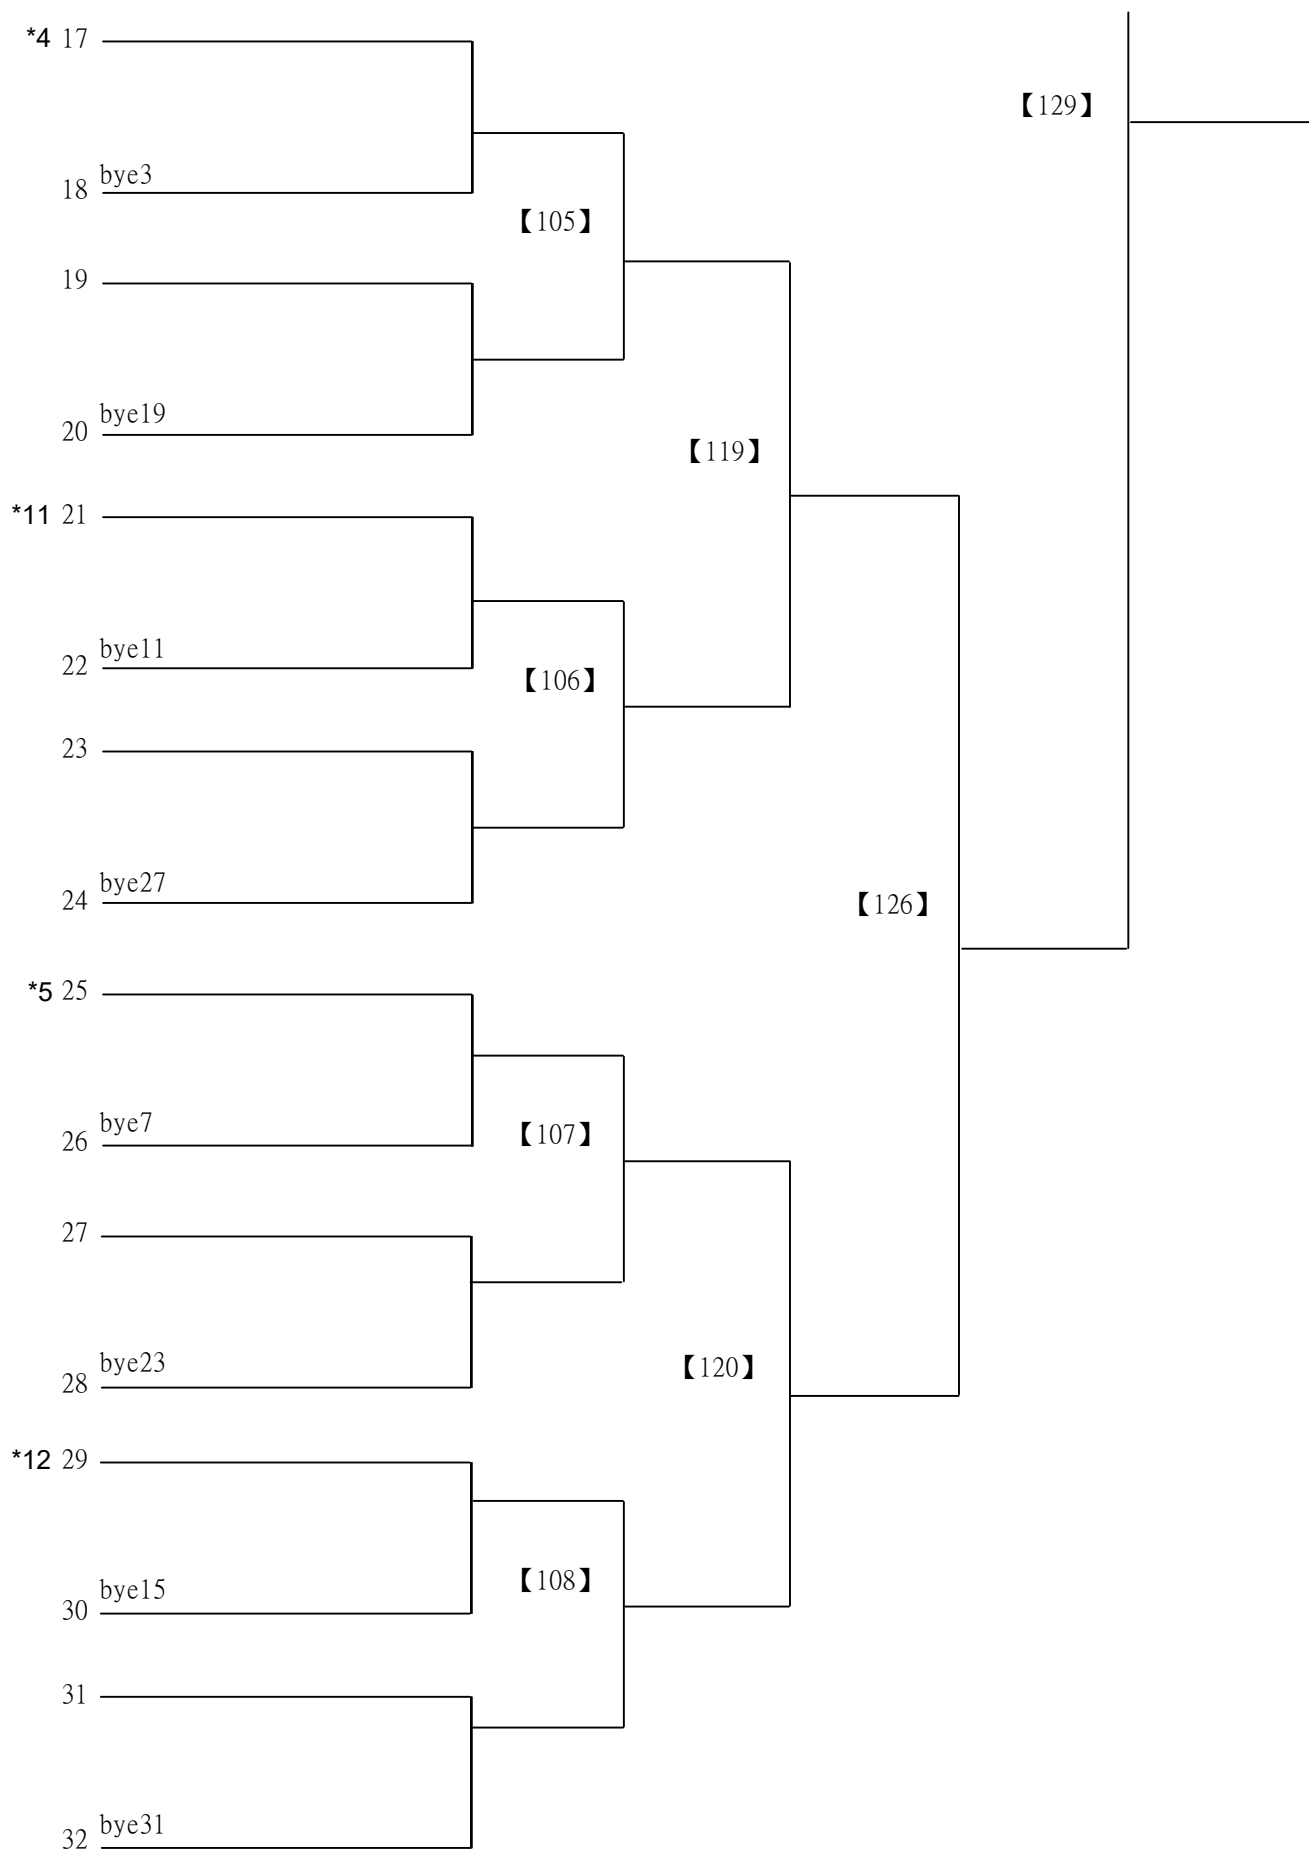 *4 17
【129】
18 bye3
【105】
19
20 bye19
【119】
*11 21
22 bye11
【106】
23
24 bye27
【126】
*5 25
26 bye7
【107】
27
28 bye23
【120】
*12 29
30 bye15
【108】
31
32 bye31